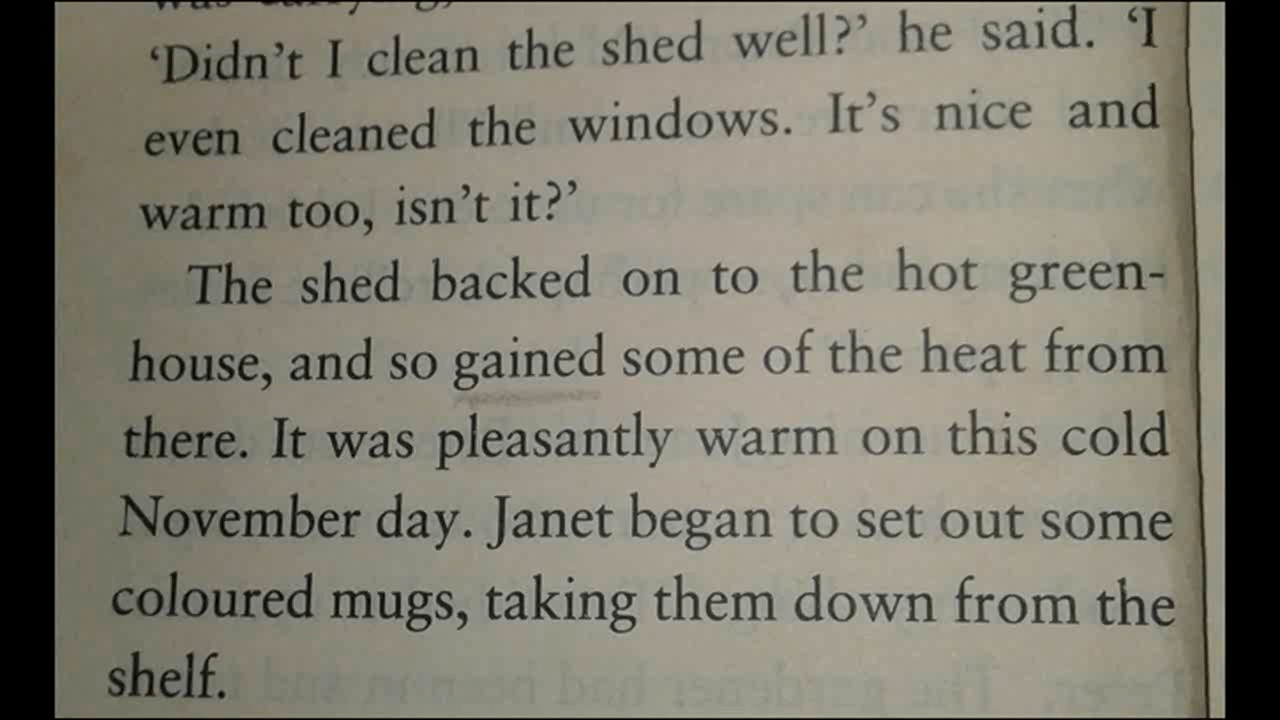 ‘Didn’t I clean the shed well?’ he said. ‘I
even cleaned the windows. It’s nice and
warm too, isn’t it?’
The shed backed on to the hot green-
house, and so gained some of the heat from
there. It was pleasantly warm on this cold
November day. Janet began to set out some
coloured mugs, taking them down from the
shelf.